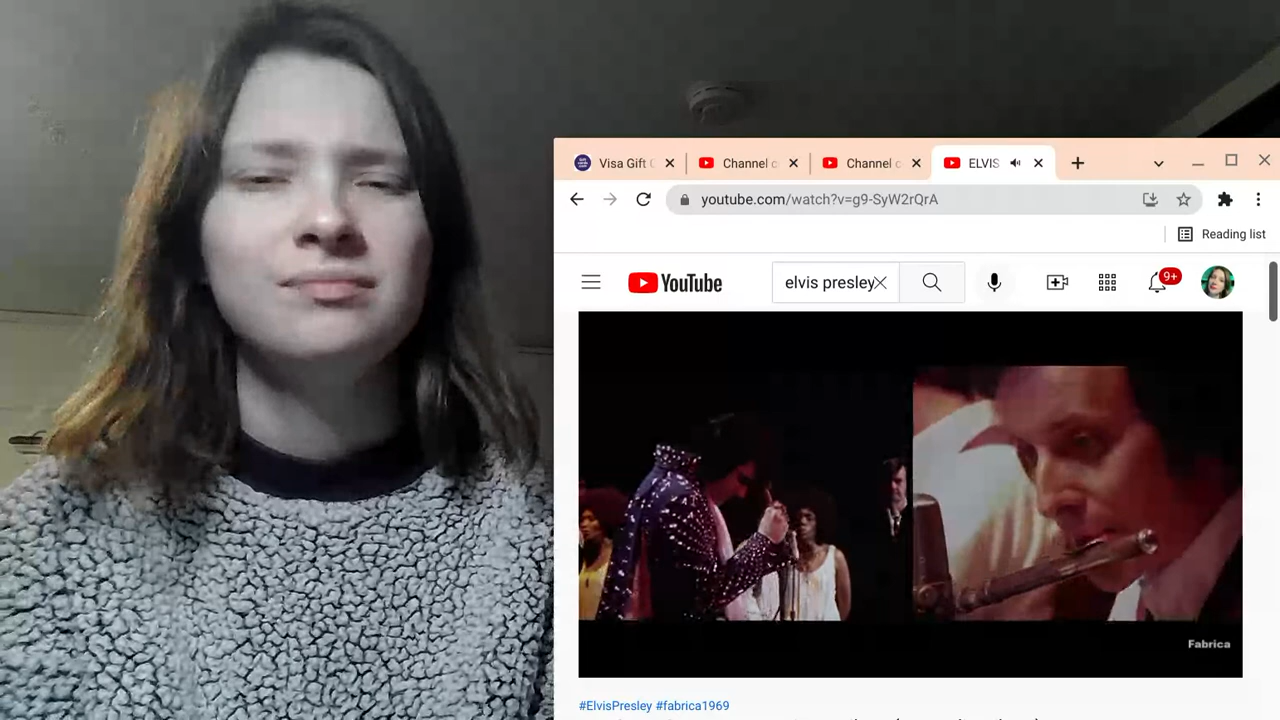 Visa Gift C
Channel c
Channel c
ELVIS
youtube.com/watch?v=g9-SyW2rQrA
Reading list
YouTube
elvis presley
9+
Fabrica
#ElvisPresley #fabrica1969